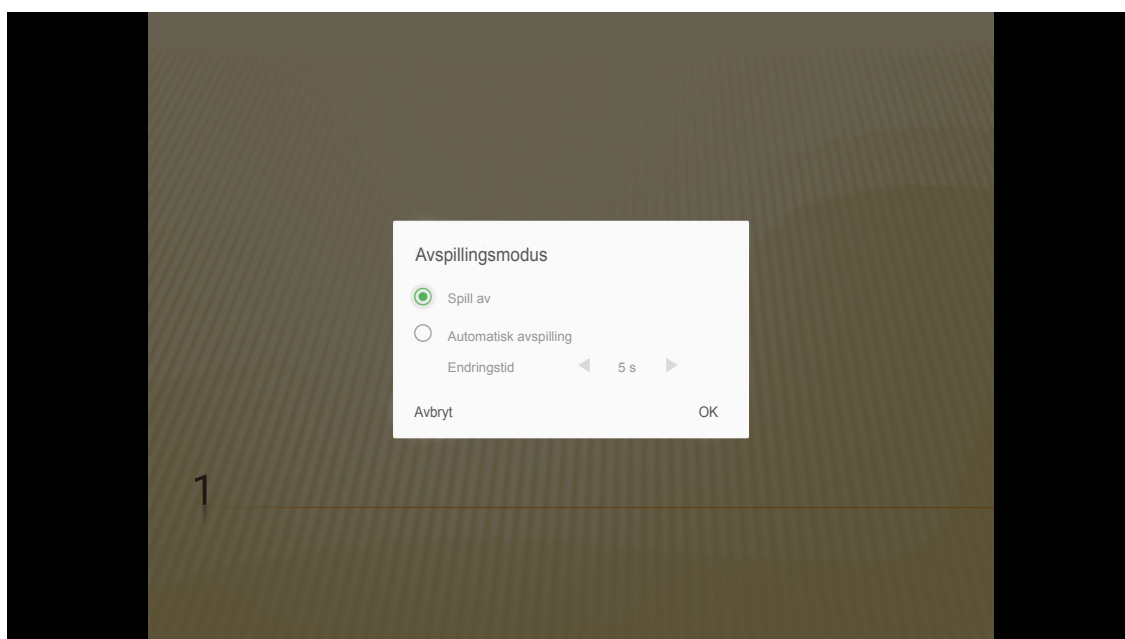 Avspillingsmodus
Spill av
Automatisk avspilling
Endringstid 5 s
Avbryt OK
1